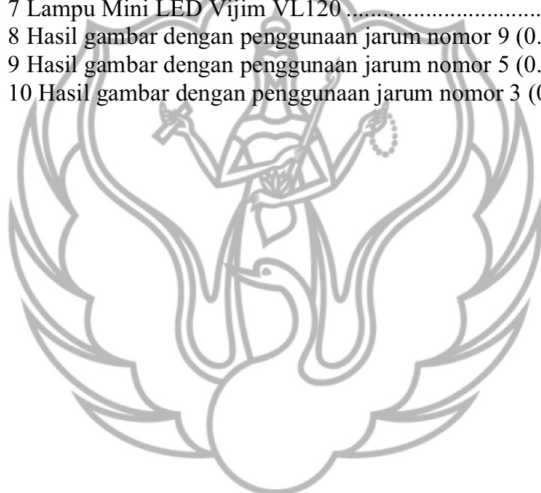 7 Lampu Mini LED Vijim VL120 ..............................
8 Hasil gambar dengan penggunaan jarum nomor 9 (0.
9 Hasil gambar dengan penggunaan jarum nomor 5 (0.
10 Hasil gambar dengan penggunaan jarum nomor 3 (0